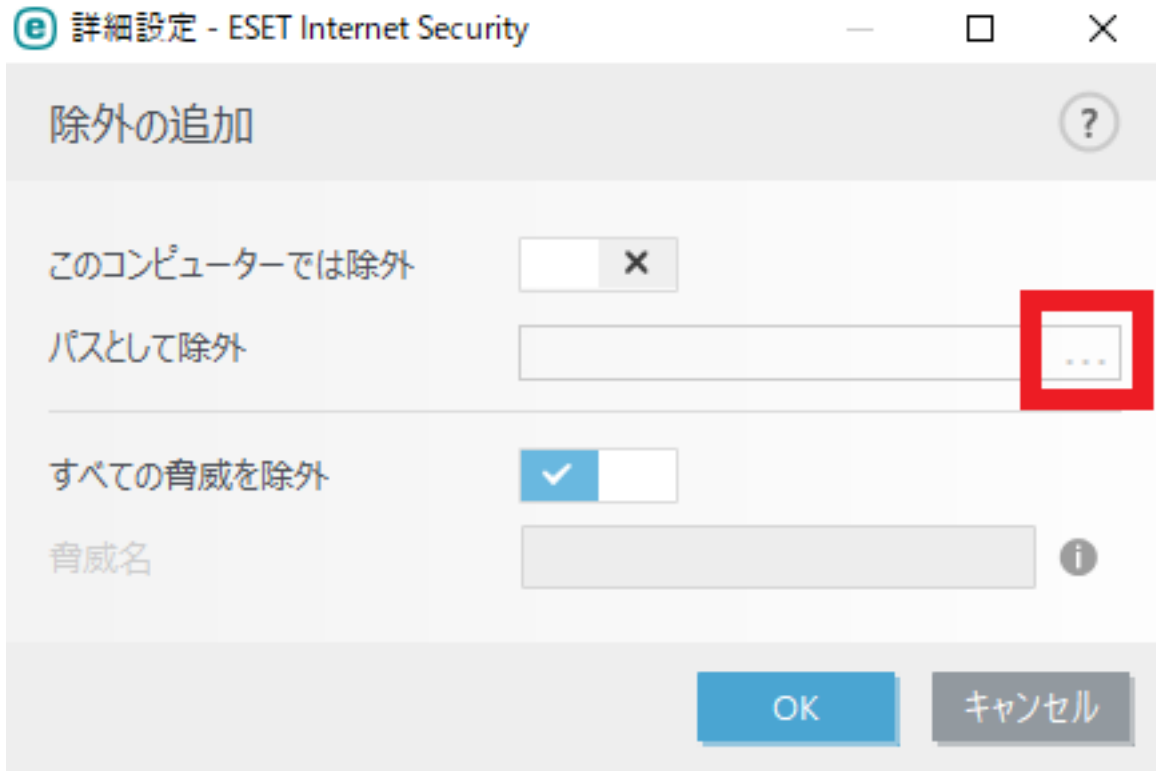 詳細設定 - ESET Internet Security
除外の追加
?
このコンピューターでは除外
パスとして除外
...
すべての脅威を除外
脅威名
i
OK
キャンセル